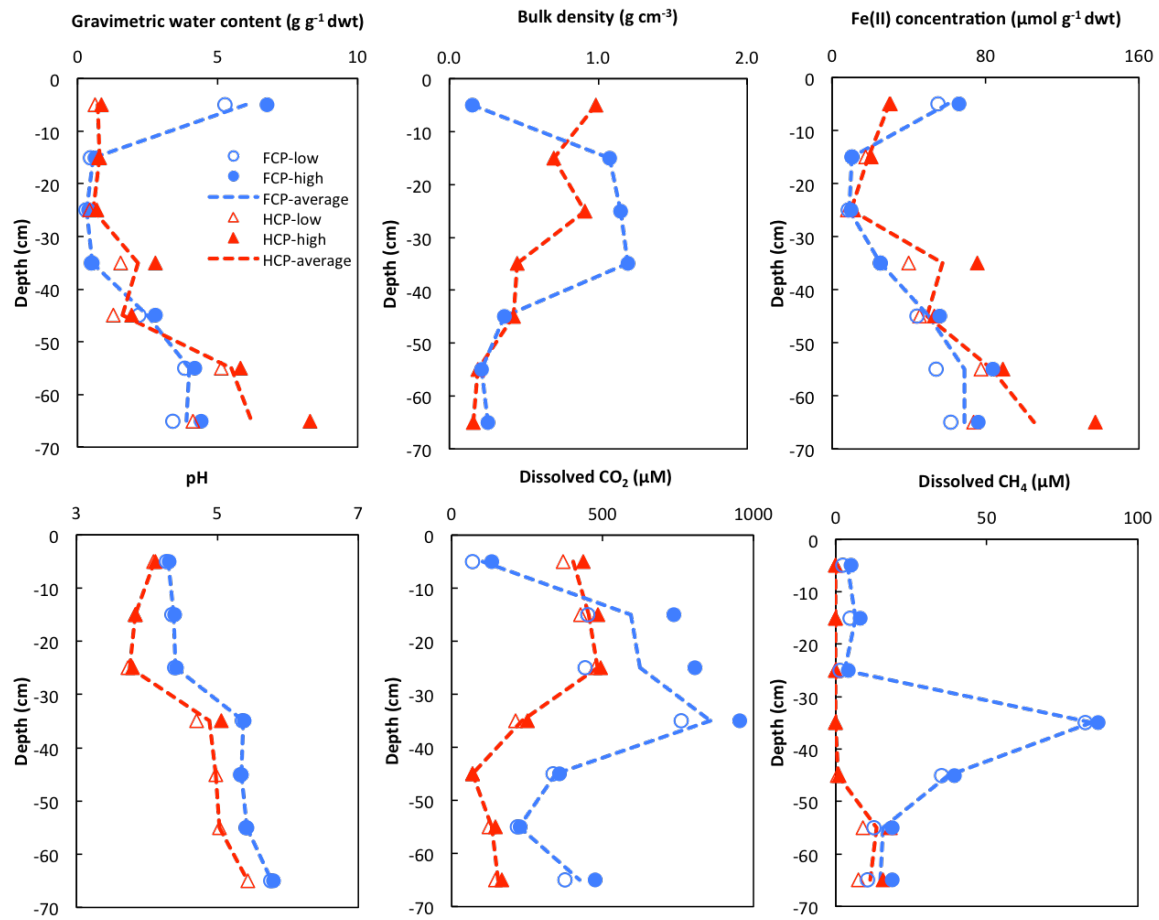 Gravimetric water content (g g⁻¹ dwt)
0 5 10
0
-10
-20
-30
-40
-50
-60
-70
Depth (cm)
FCP-low
FCP-high
FCP-average
HCP-low
HCP-high
HCP-average
Bulk density (g cm⁻³)
0.0 1.0 2.0
0
-10
-20
-30
-40
-50
-60
-70
Depth (cm)
Fe(II) concentration (μmol g⁻¹ dwt)
0 80 160
0
-10
-20
-30
-40
-50
-60
-70
Depth (cm)
pH
3 5 7
0
-10
-20
-30
-40
-50
-60
-70
Depth (cm)
Dissolved CO₂ (μM)
0 500 1000
0
-10
-20
-30
-40
-50
-60
-70
Depth (cm)
Dissolved CH₄ (μM)
0 50 100
0
-10
-20
-30
-40
-50
-60
-70
Depth (cm)